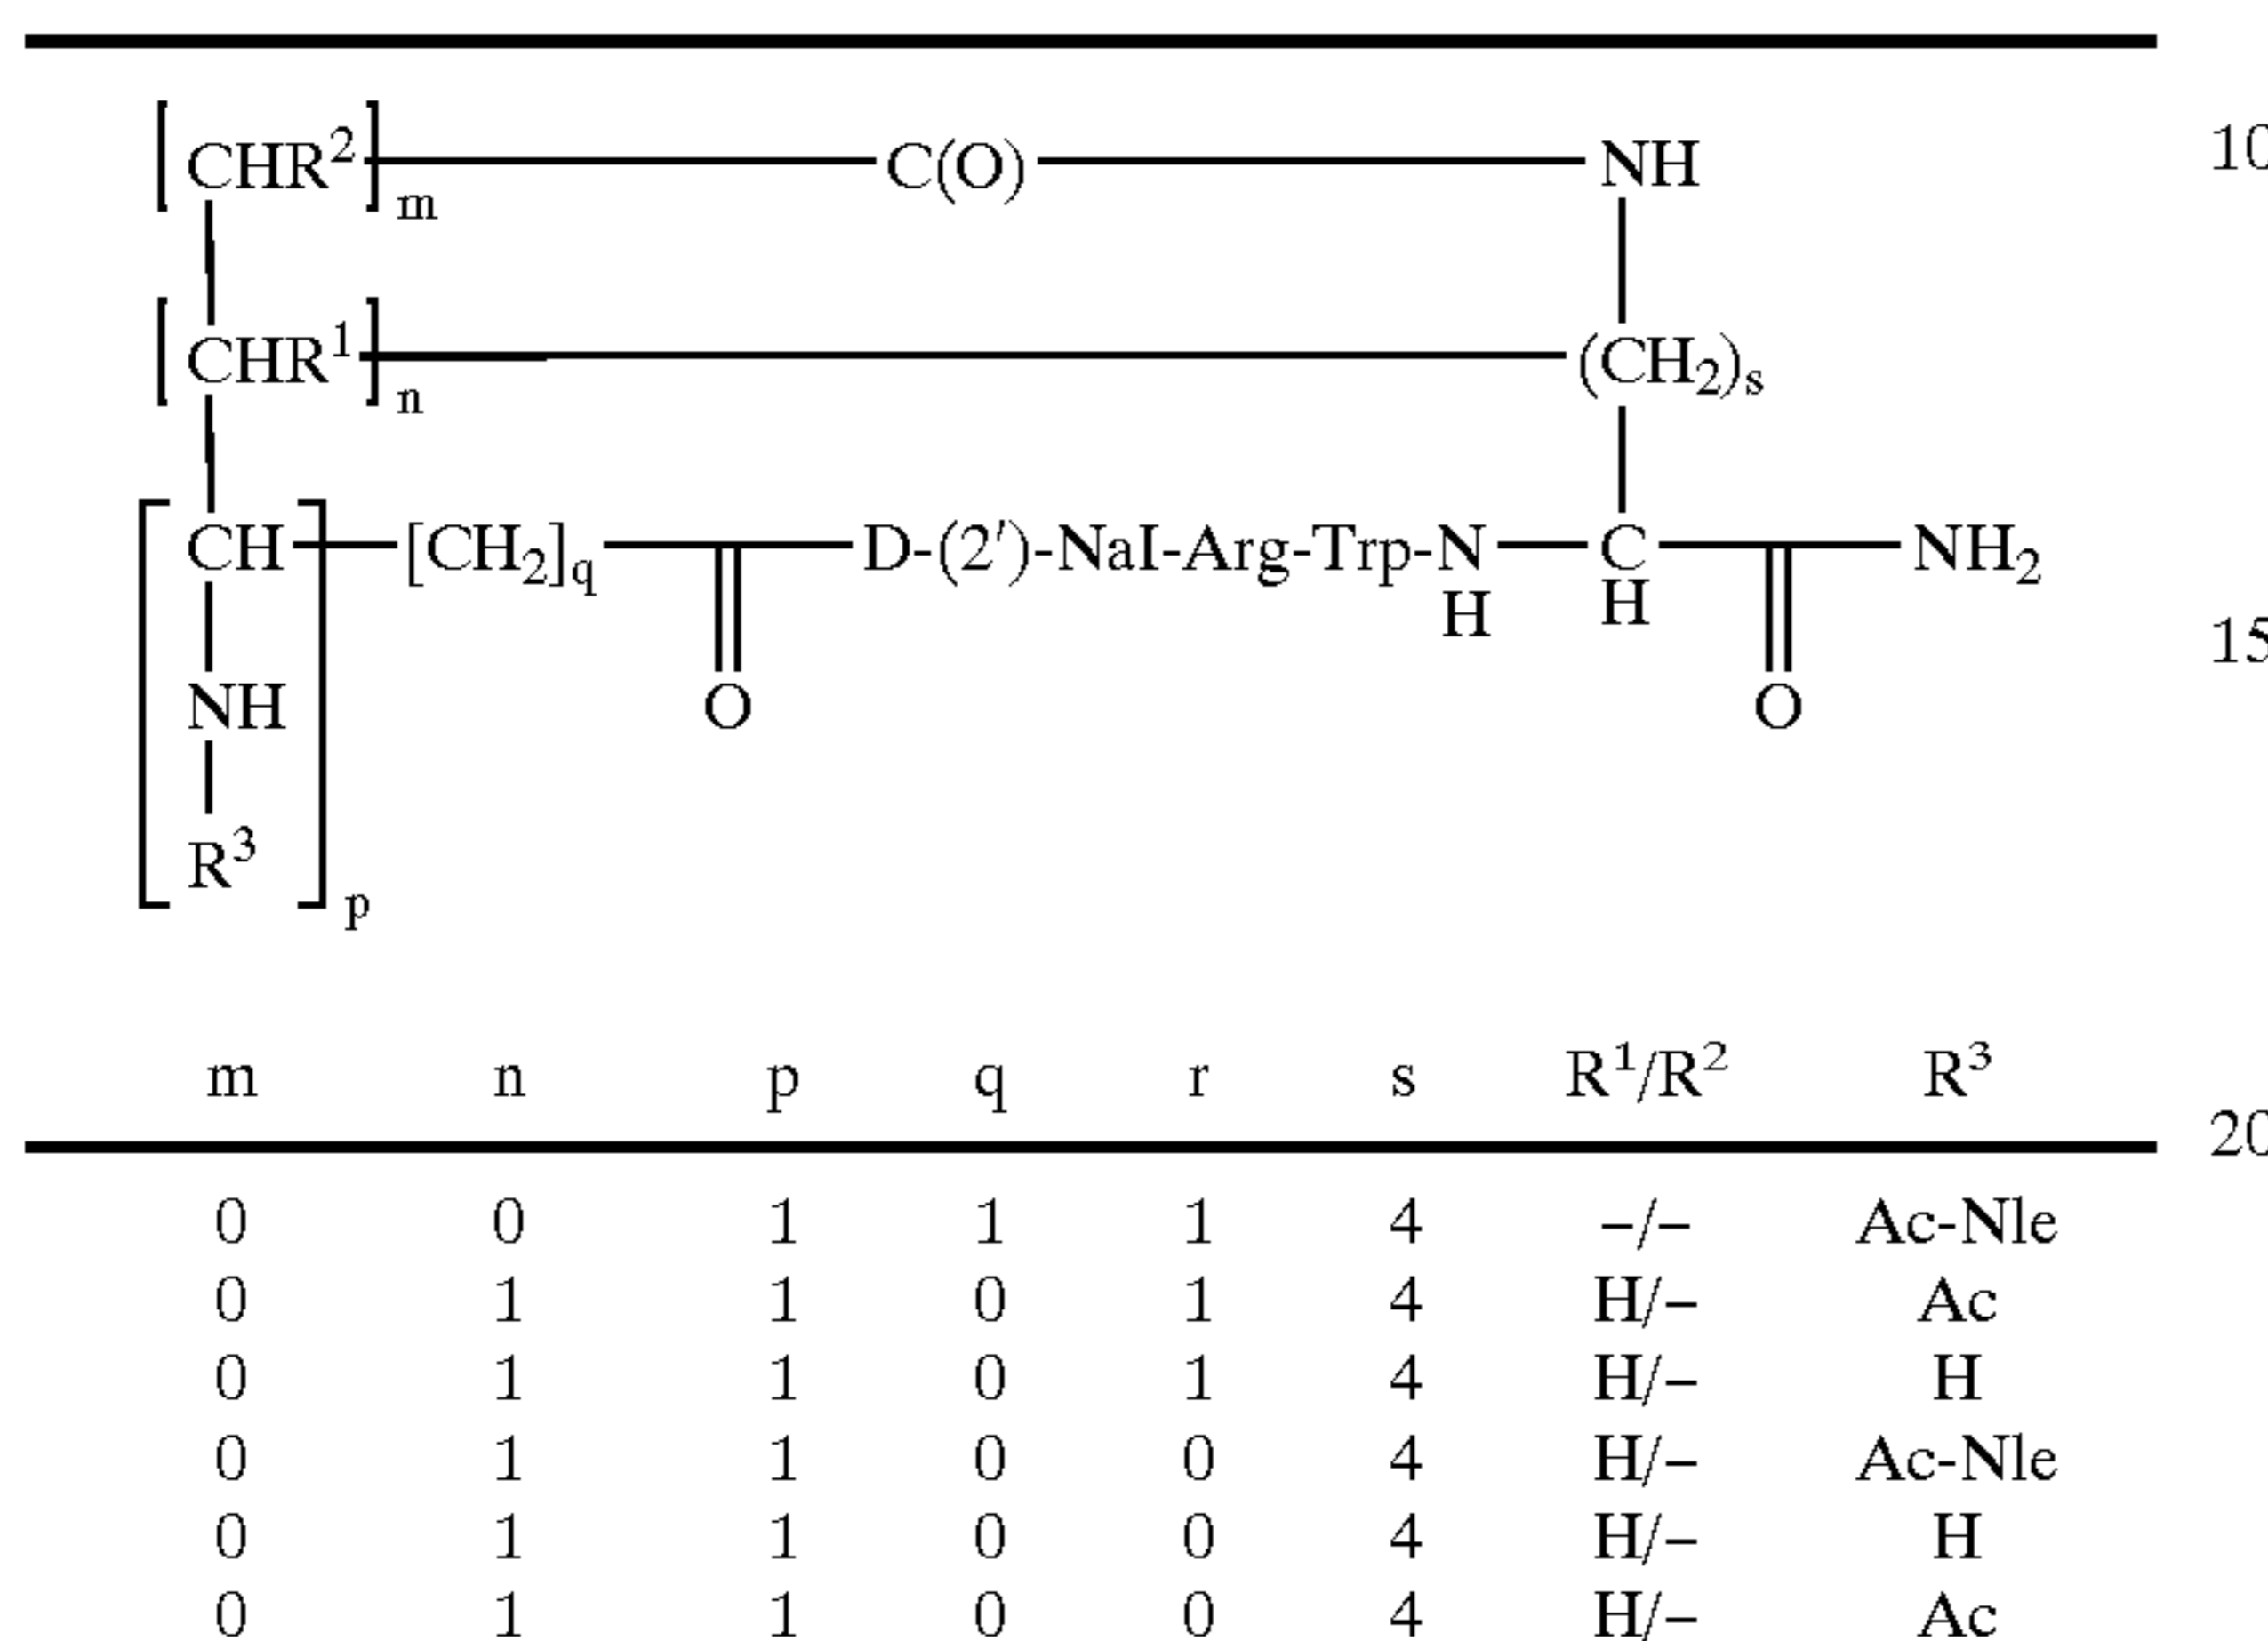 [CHR²]m C(O) NH 10
[CHR¹]n (CH₂)s
[CH [CH₂]q D-(2')-NaI-Arg-Trp-N C NH₂
H H
15
NH O O
R³]p
m n p q r s R¹/R² R³
20
0 0 1 1 1 4 –/– Ac-Nle
0 1 1 0 1 4 H/– Ac
0 1 1 0 1 4 H/– H
0 1 1 0 0 4 H/– Ac-Nle
0 1 1 0 0 4 H/– H
0 1 1 0 0 4 H/– Ac